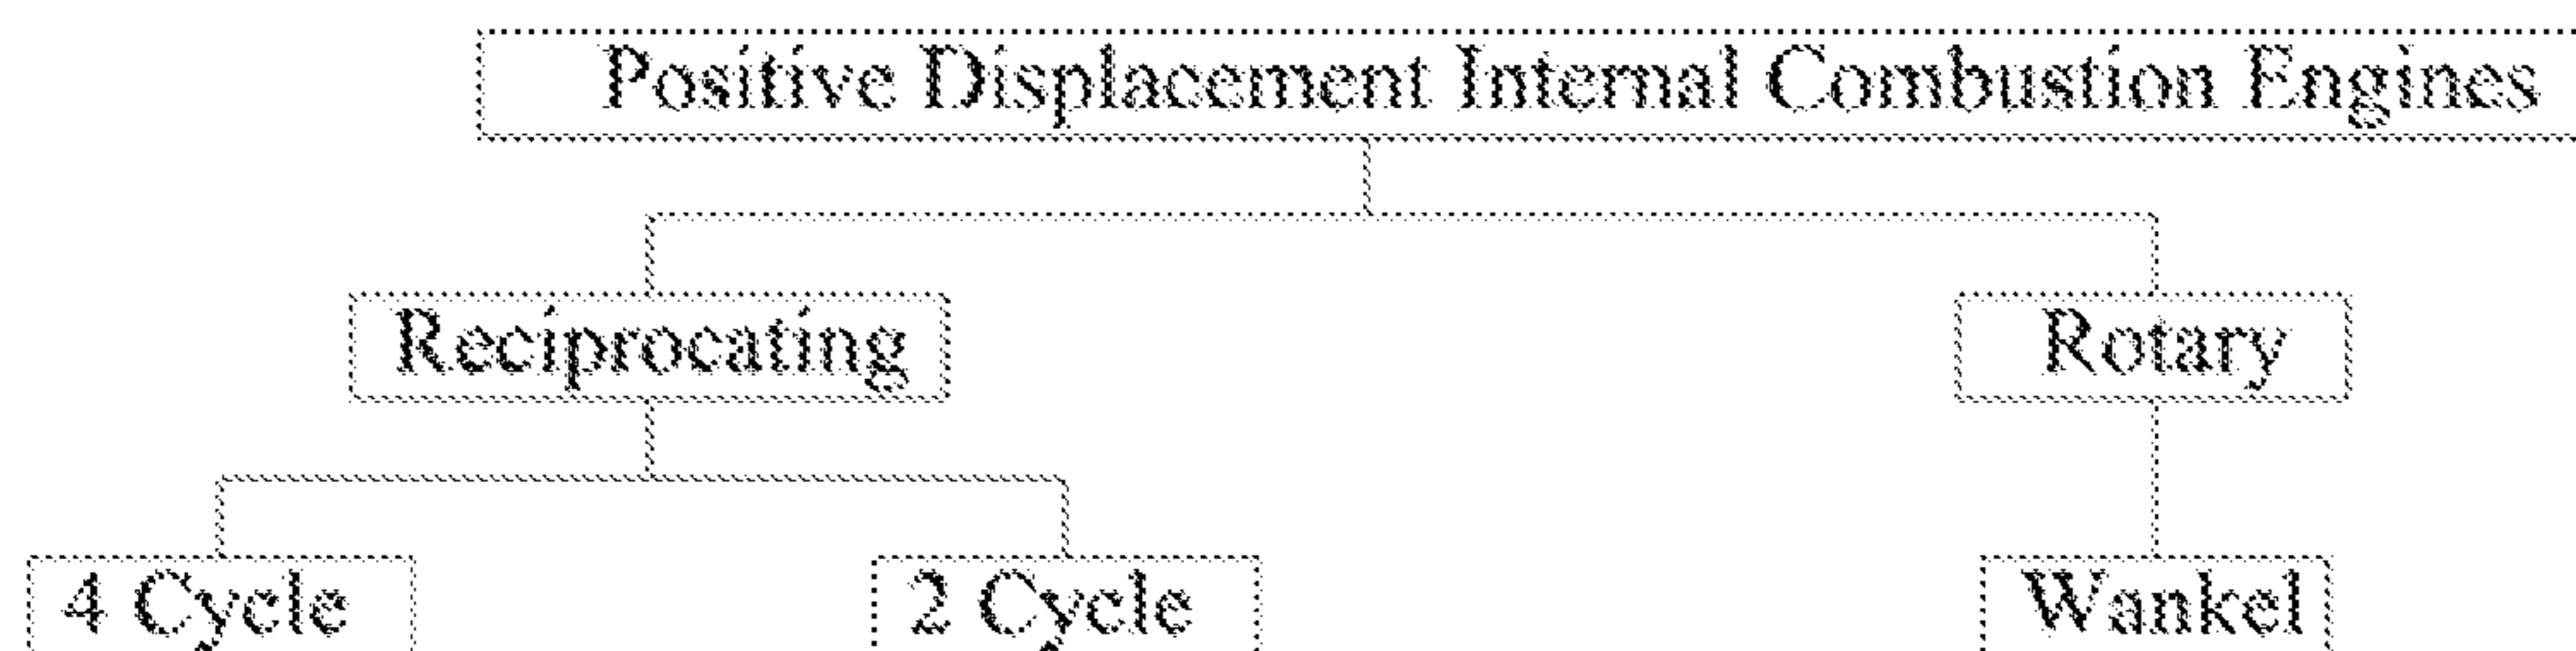 Positive Displacement Internal Combustion Engines
Reciprocating
Rotary
4 Cycle
2 Cycle
Wankel